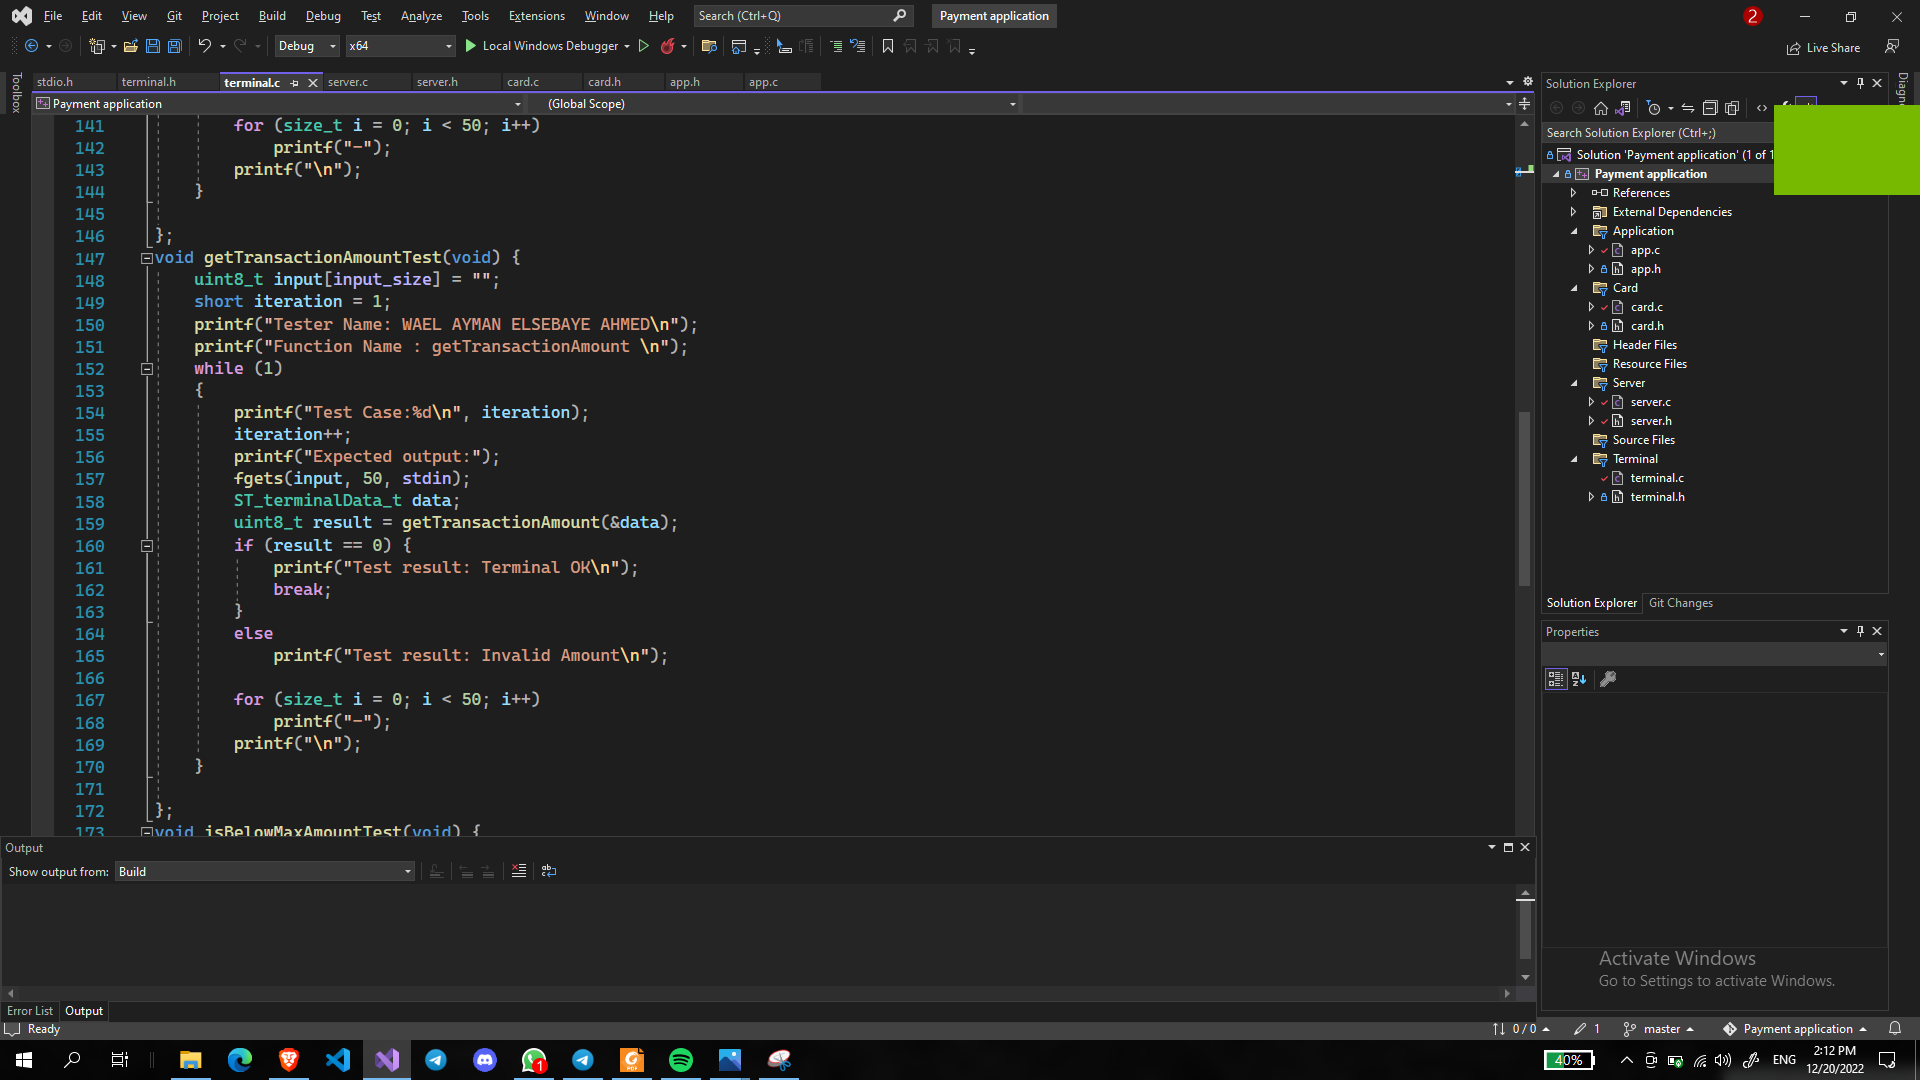 File Edit View Git Project Build Debug Test Analyze Tools Extensions Window Help Search (Ctrl+Q) Payment application 2
Debug x64 Local Windows Debugger Live Share
Toolbox
stdio.h terminal.h terminal.c server.c server.h card.c card.h app.h app.c
Payment application (Global Scope)
141 for (size_t i = 0; i < 50; i++)
142 printf("-");
143 printf("\n");
144 }
145
146 };
147 void getTransactionAmountTest(void) {
148 uint8_t input[input_size] = "";
149 short iteration = 1;
150 printf("Tester Name: WAEL AYMAN ELSEBAYE AHMED\n");
151 printf("Function Name : getTransactionAmount \n");
152 while (1)
153 {
154 printf("Test Case:%d\n", iteration);
155 iteration++;
156 printf("Expected output:");
157 fgets(input, 50, stdin);
158 ST_terminalData_t data;
159 uint8_t result = getTransactionAmount(&data);
160 if (result == 0) {
161 printf("Test result: Terminal OK\n");
162 break;
163 }
164 else
165 printf("Test result: Invalid Amount\n");
166
167 for (size_t i = 0; i < 50; i++)
168 printf("-");
169 printf("\n");
170 }
171
172 };
173 void isBelowMaxAmountTest(void) {
Output
Show output from: Build
Error List Output
Ready
Solution Explorer
Search Solution Explorer (Ctrl+;)
Solution 'Payment application' (1 of 1
Payment application
References
External Dependencies
Application
app.c
app.h
Card
card.c
card.h
Header Files
Resource Files
Server
server.c
server.h
Source Files
Terminal
terminal.c
terminal.h
Solution Explorer Git Changes
Properties
Diagn
Activate Windows
Go to Settings to activate Windows.
0 / 0 1 master Payment application
1
40% ENG 2:12 PM
12/20/2022